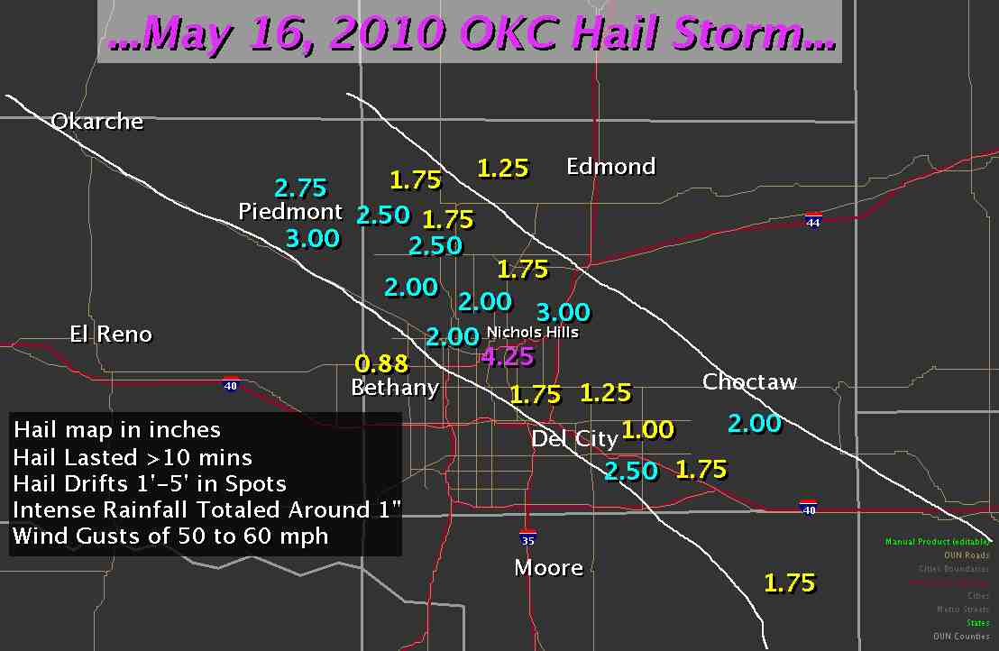 ...May 16, 2010 OKC Hail Storm...
Okarche
1.25
Edmond
1.75
2.75
Piedmont
2.50
1.75
44
3.00
2.50
1.75
2.00
2.00
3.00
El Reno
2.00
Nichols Hills
4.25
0.88
Bethany
40
1.75
1.25
Choctaw
2.00
Del City
1.00
2.50
1.75
Hail map in inches
Hail Lasted >10 mins
Hail Drifts 1'-5' in Spots
Intense Rainfall Totaled Around 1"
Wind Gusts of 50 to 60 mph
40
35
Moore
1.75
Manual Product (editable)
OUN Roads
Cities Boundaries
Cities
Metro Streets
States
OUN Counties